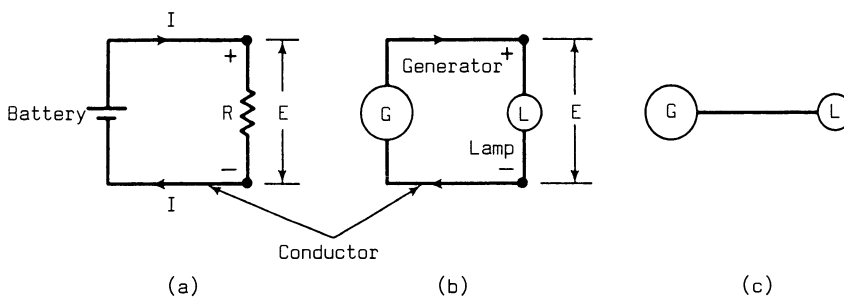 I
+
Battery
R
E
−
I
+
Generator
G
L
E
Lamp
−
G
L
Conductor
(a)
(b)
(c)